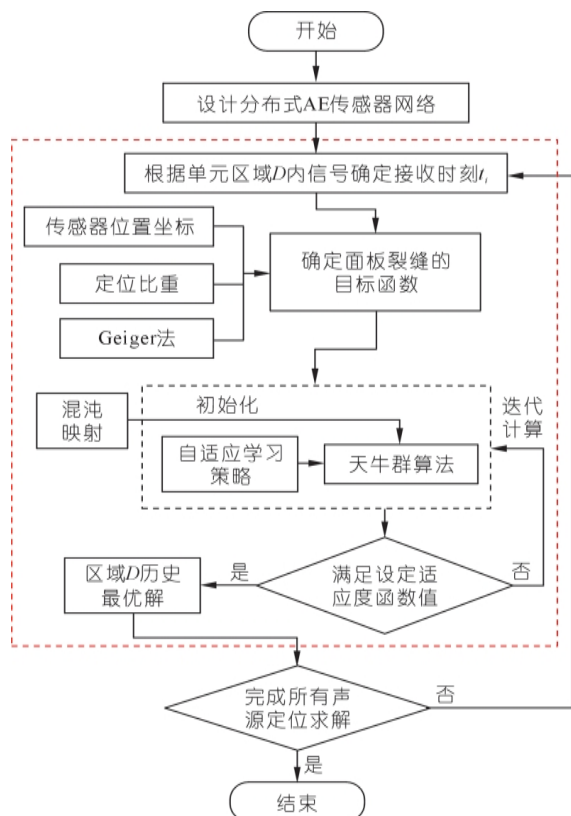 开始
设计分布式AE传感器网络
根据单元区域D内信号确定接收时刻tᵢ
传感器位置坐标
定位比重
Geiger法
确定面板裂缝的
目标函数
混沌
映射
初始化
迭代
计算
自适应学习
策略
天牛群算法
区域D历史
最优解
是
满足设定适
应度函数值
否
完成所有声
源定位求解
否
是
结束